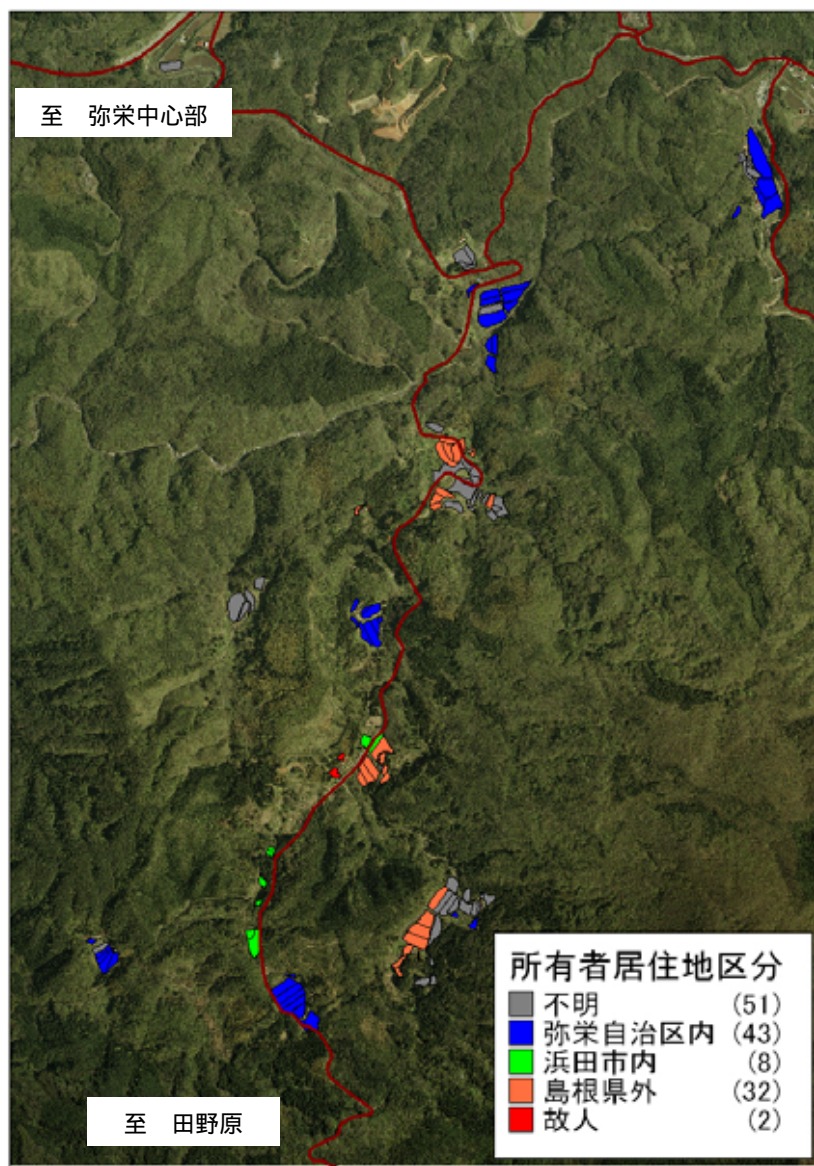 至　弥栄中心部
至　田野原
所有者居住地区分
不明 (51)
弥栄自治区内 (43)
浜田市内 (8)
島根県外 (32)
故人 (2)